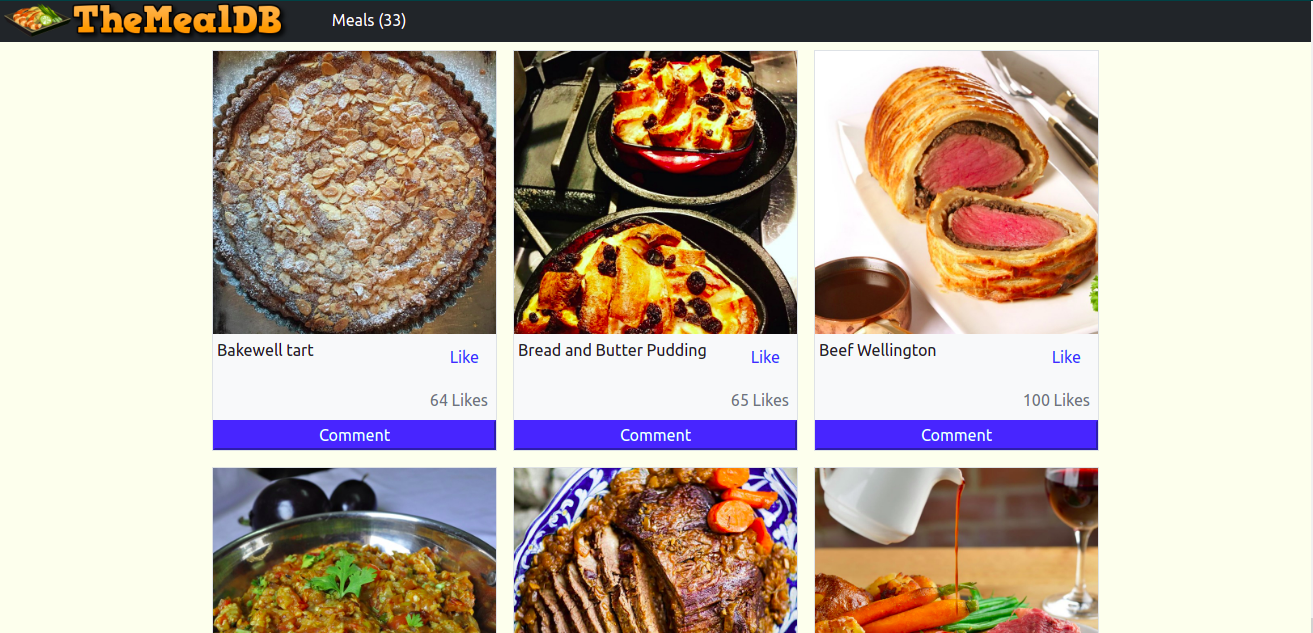 TheMealDB
Meals (33)
Bakewell tart
Like
64 Likes
Comment
Bread and Butter Pudding
Like
65 Likes
Comment
Beef Wellington
Like
100 Likes
Comment